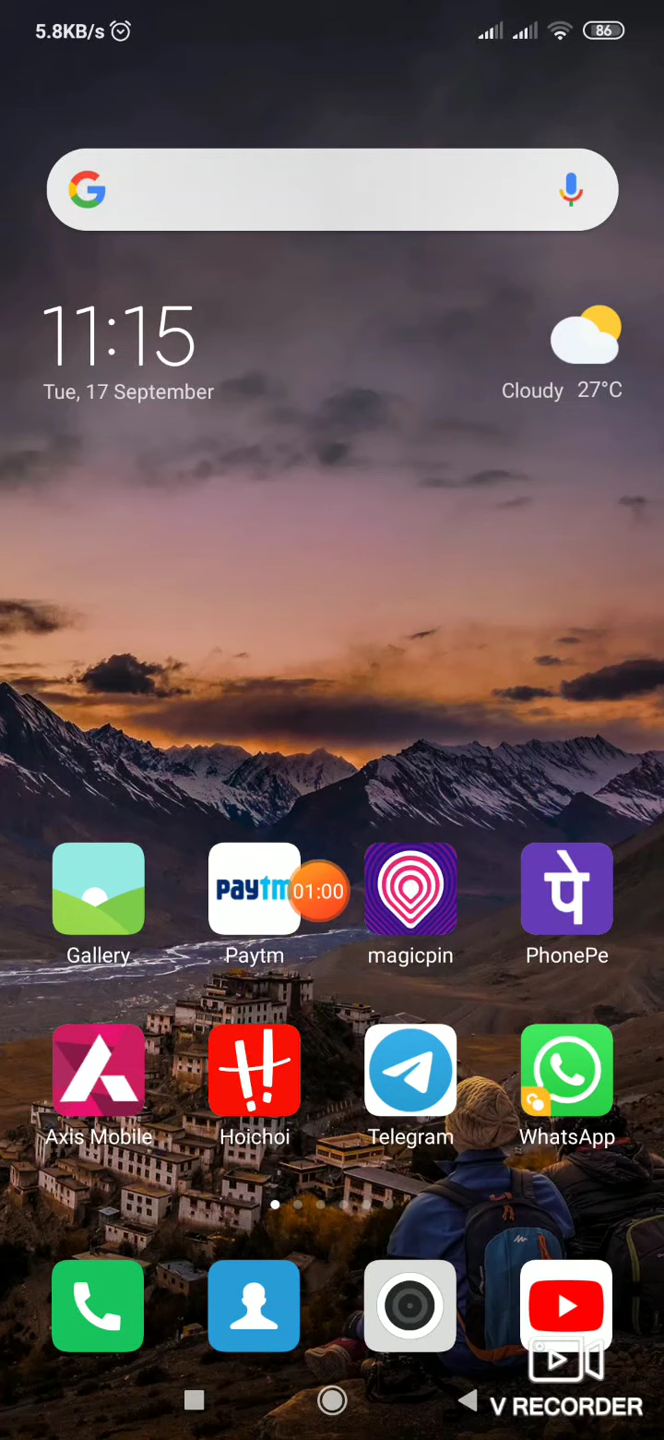 5.8KB/s
86
11:15
Tue, 17 September
Cloudy 27°C
paytm
01:00
पे
Gallery
Paytm
magicpin
PhonePe
Axis Mobile
Hoichoi
Telegram
WhatsApp
V RECORDER